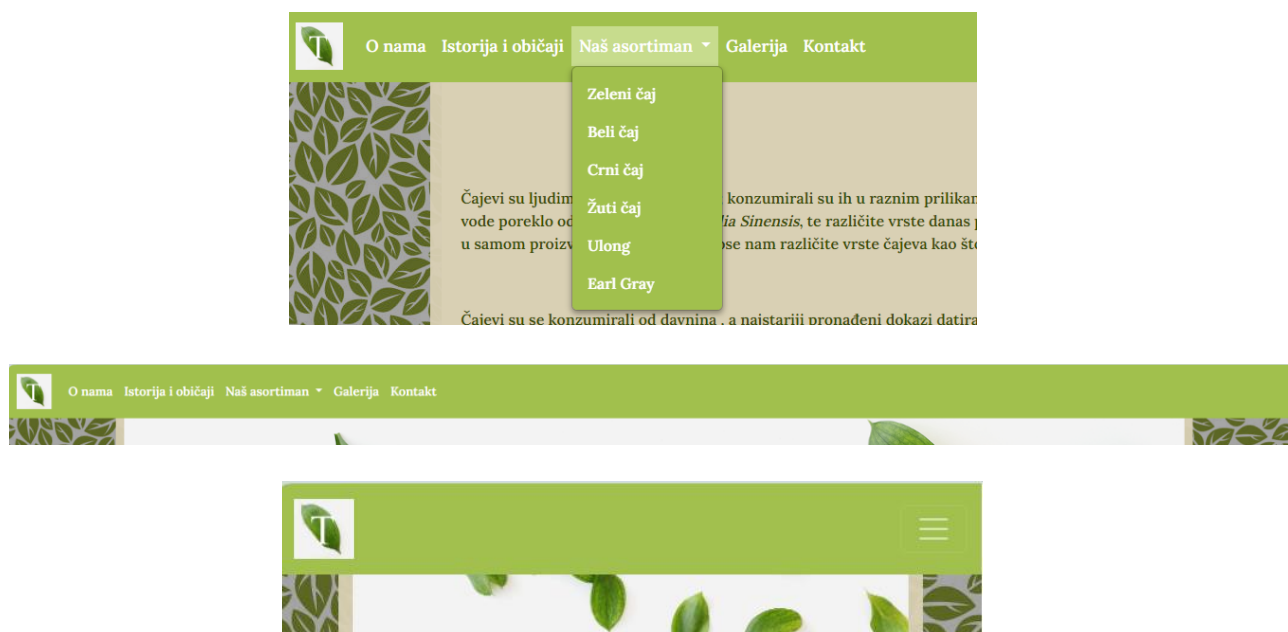 T O nama Istorija i običaji Naš asortiman Galerija Kontakt
Zeleni čaj
Beli čaj
Crni čaj
Čajevi su ljudim konzumirali su ih u raznim prilikam
Žuti čaj
vode poreklo od lia Sinensis, te različite vrste danas
u samom proizv Ulong ose nam različite vrste čajeva kao što
Earl Gray
Čajevi su se konzumirali od davnina , a najstariji pronađeni dokazi datira
T O nama Istorija i običaji Naš asortiman Galerija Kontakt
T